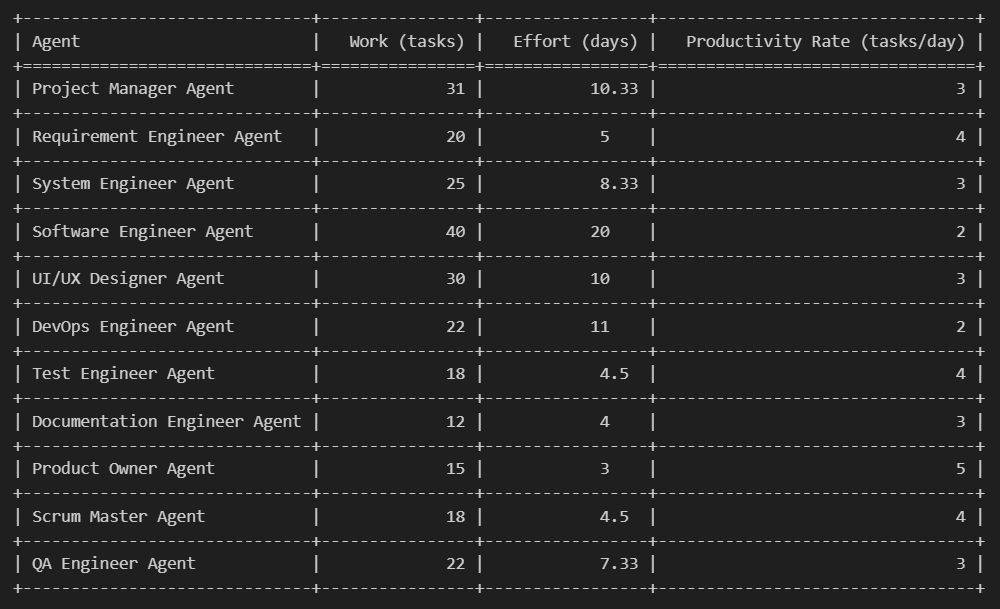 +------------------------------+----------------+-----------------+---------------------------------+
| Agent                        |   Work (tasks) |   Effort (days) |   Productivity Rate (tasks/day) |
+==============================+================+=================+=================================+
| Project Manager Agent        |             31 |           10.33 |                               3 |
+------------------------------+----------------+-----------------+---------------------------------+
| Requirement Engineer Agent   |             20 |            5    |                               4 |
+------------------------------+----------------+-----------------+---------------------------------+
| System Engineer Agent        |             25 |            8.33 |                               3 |
+------------------------------+----------------+-----------------+---------------------------------+
| Software Engineer Agent      |             40 |           20    |                               2 |
+------------------------------+----------------+-----------------+---------------------------------+
| UI/UX Designer Agent         |             30 |           10    |                               3 |
+------------------------------+----------------+-----------------+---------------------------------+
| DevOps Engineer Agent        |             22 |           11    |                               2 |
+------------------------------+----------------+-----------------+---------------------------------+
| Test Engineer Agent          |             18 |            4.5  |                               4 |
+------------------------------+----------------+-----------------+---------------------------------+
| Documentation Engineer Agent |             12 |            4    |                               3 |
+------------------------------+----------------+-----------------+---------------------------------+
| Product Owner Agent          |             15 |            3    |                               5 |
+------------------------------+----------------+-----------------+---------------------------------+
| Scrum Master Agent           |             18 |            4.5  |                               4 |
+------------------------------+----------------+-----------------+---------------------------------+
| QA Engineer Agent            |             22 |            7.33 |                               3 |
+------------------------------+----------------+-----------------+---------------------------------+